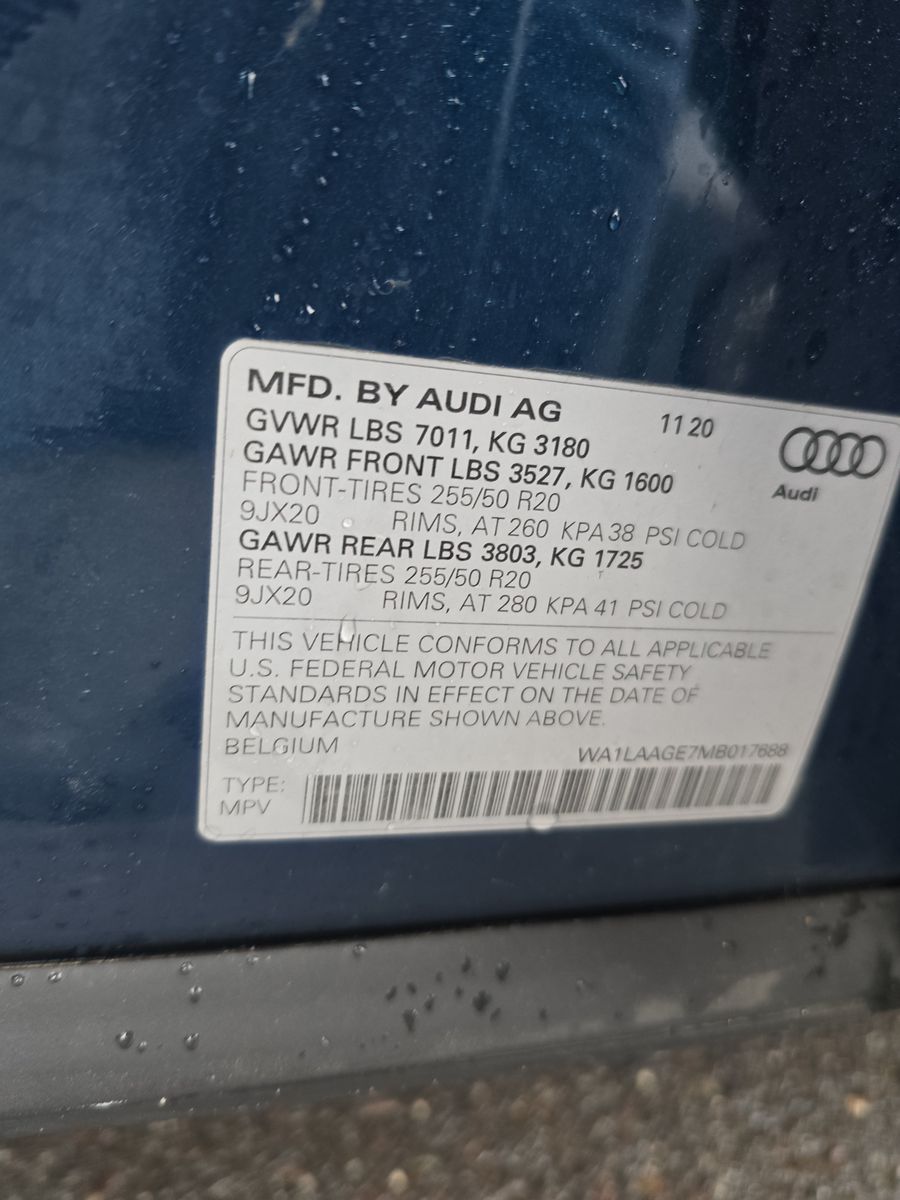 MFD. BY AUDI AG 11 20
GVWR LBS 7011, KG 3180
GAWR FRONT LBS 3527, KG 1600
FRONT-TIRES 255/50 R20
9JX20 RIMS, AT 260 KPA 38 PSI COLD
GAWR REAR LBS 3803, KG 1725
REAR-TIRES 255/50 R20
9JX20 RIMS, AT 280 KPA 41 PSI COLD
Audi
THIS VEHICLE CONFORMS TO ALL APPLICABLE
U.S. FEDERAL MOTOR VEHICLE SAFETY
STANDARDS IN EFFECT ON THE DATE OF
MANUFACTURE SHOWN ABOVE.
BELGIUM WA1LAAGE7MB017688
TYPE:
MPV